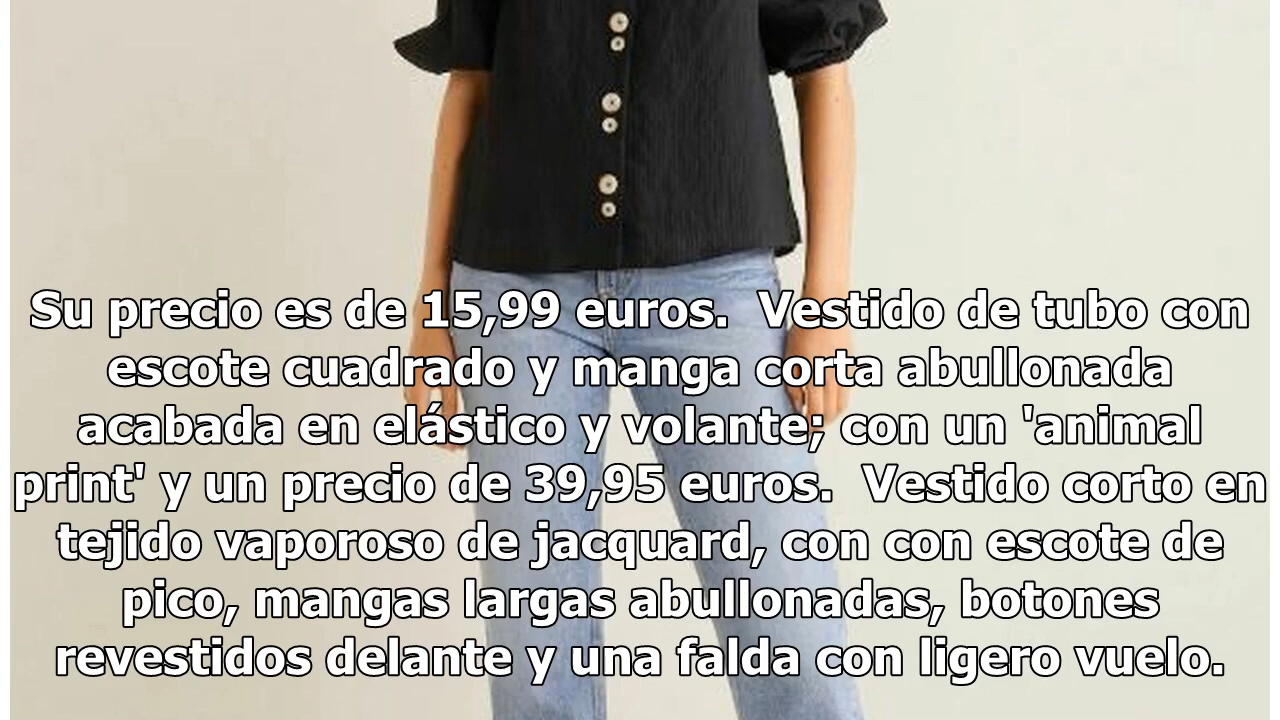 Su precio es de 15,99 euros.  Vestido de tubo con
escote cuadrado y manga corta abullonada
acabada en elástico y volante; con un 'animal
print' y un precio de 39,95 euros.  Vestido corto en
tejido vaporoso de jacquard, con con escote de
pico, mangas largas abullonadas, botones
revestidos delante y una falda con ligero vuelo.